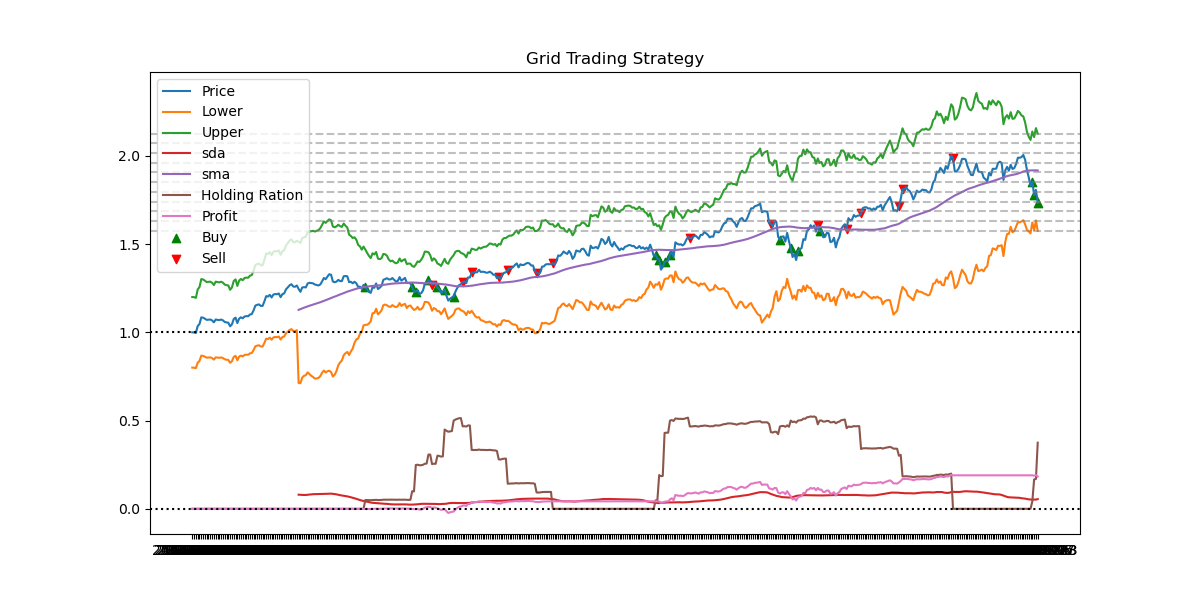 Grid Trading Strategy
Price
Lower
Upper
sda
sma
Holding Ration
Profit
Buy
Sell
2.0
1.5
1.0
0.5
0.0